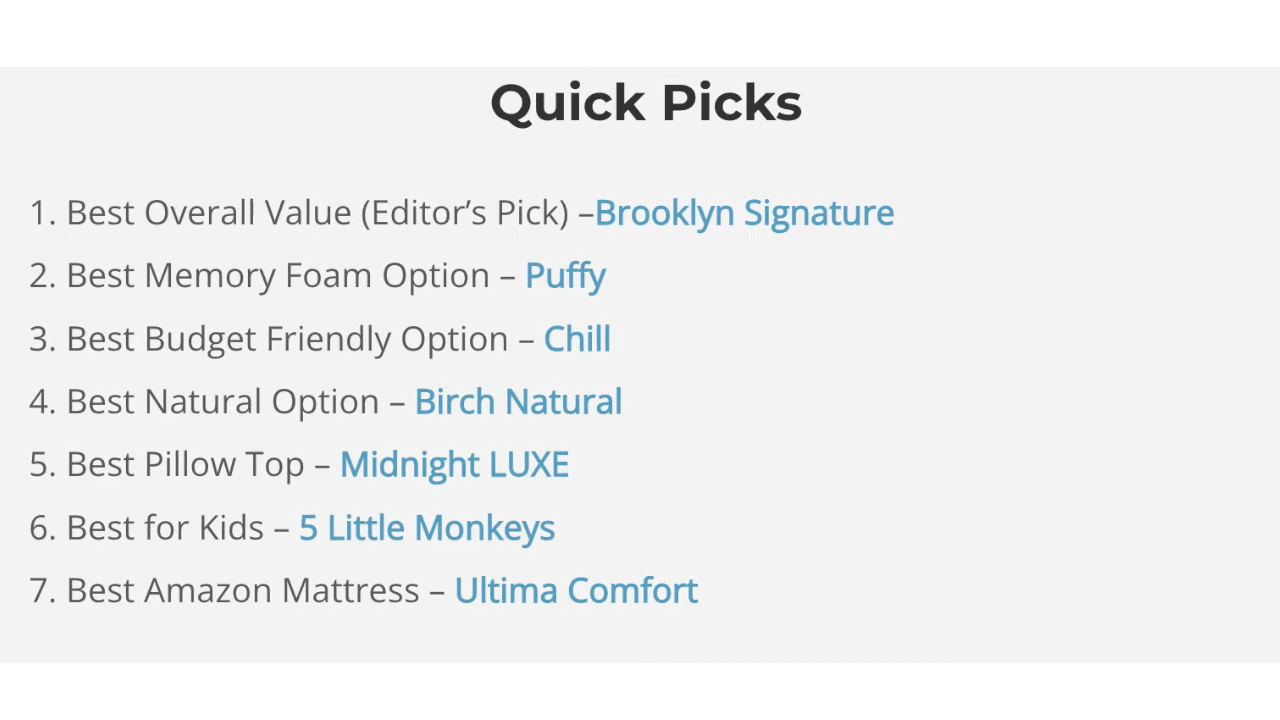 Quick Picks
1. Best Overall Value (Editor’s Pick) –Brooklyn Signature
2. Best Memory Foam Option – Puffy
3. Best Budget Friendly Option – Chill
4. Best Natural Option – Birch Natural
5. Best Pillow Top – Midnight LUXE
6. Best for Kids – 5 Little Monkeys
7. Best Amazon Mattress – Ultima Comfort